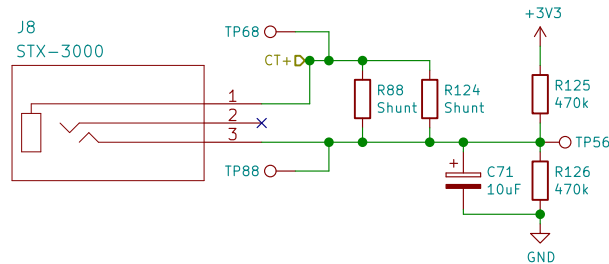 J8
STX-3000
1
2
3
TP68
CT+
R88
Shunt
R124
Shunt
TP88
+
C71
10uF
+3V3
R125
470k
TP56
R126
470k
GND